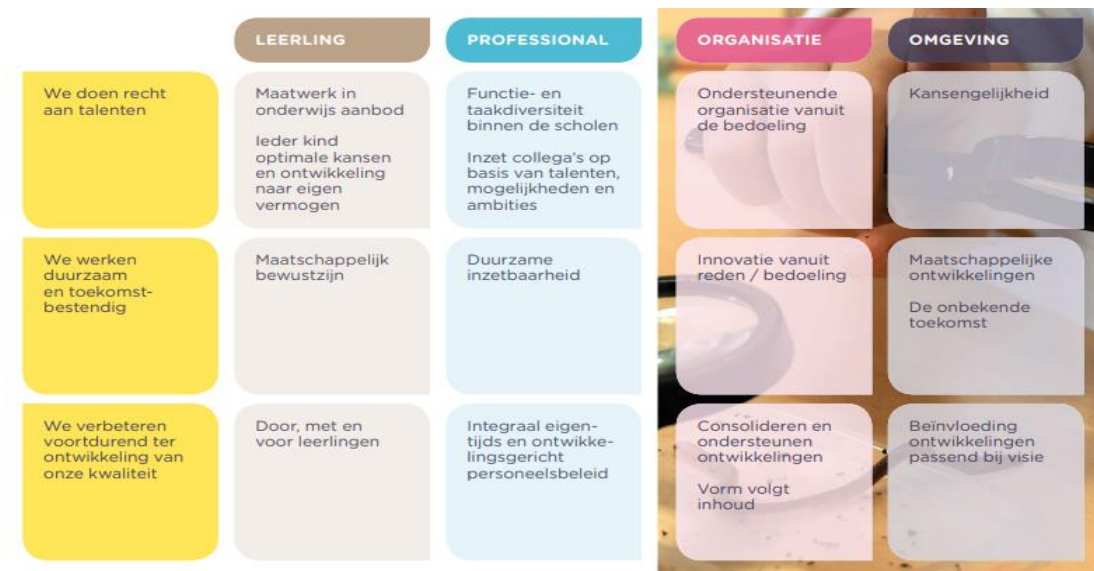 LEERLING
PROFESSIONAL
ORGANISATIE
OMGEVING
We doen recht
aan talenten
Maatwerk in
onderwijs aanbod
Ieder kind
optimale kansen
en ontwikkeling
naar eigen
vermogen
Functie- en
taakdiversiteit
binnen de scholen
Inzet collega's op
basis van talenten,
mogelijkheden en
ambities
Ondersteunende
organisatie vanuit
de bedoeling
Kansengelijkheid
We werken
duurzaam
en toekomst-
bestendig
Maatschappelijk
bewustzijn
Duurzame
inzetbaarheid
Innovatie vanuit
reden / bedoeling
Maatschappelijke
ontwikkelingen
De onbekende
toekomst
We verbeteren
voortdurend ter
ontwikkeling van
onze kwaliteit
Door, met en
voor leerlingen
Integraal eigen-
tijds en ontwikke-
lingsgericht
personeelsbeleid
Consolideren en
ondersteunen
ontwikkelingen
Vorm volgt
inhoud
Beïnvloeding
ontwikkelingen
passend bij visie